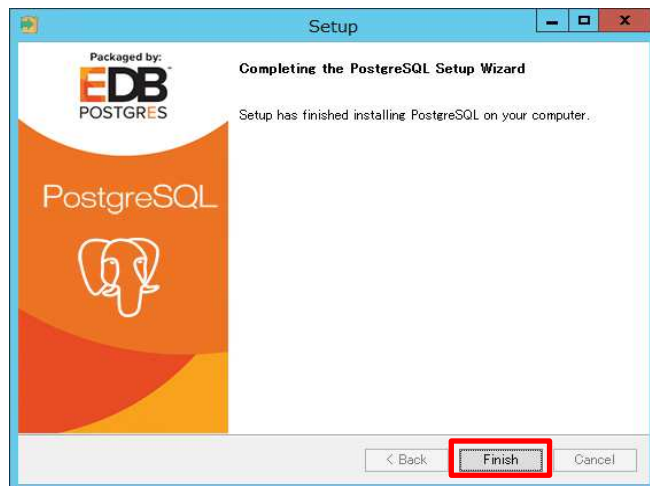 Setup
Packaged by:
EDB
POSTGRES
Completing the PostgreSQL Setup Wizard
Setup has finished installing PostgreSQL on your computer.
PostgreSQL
< Back
Finish
Cancel